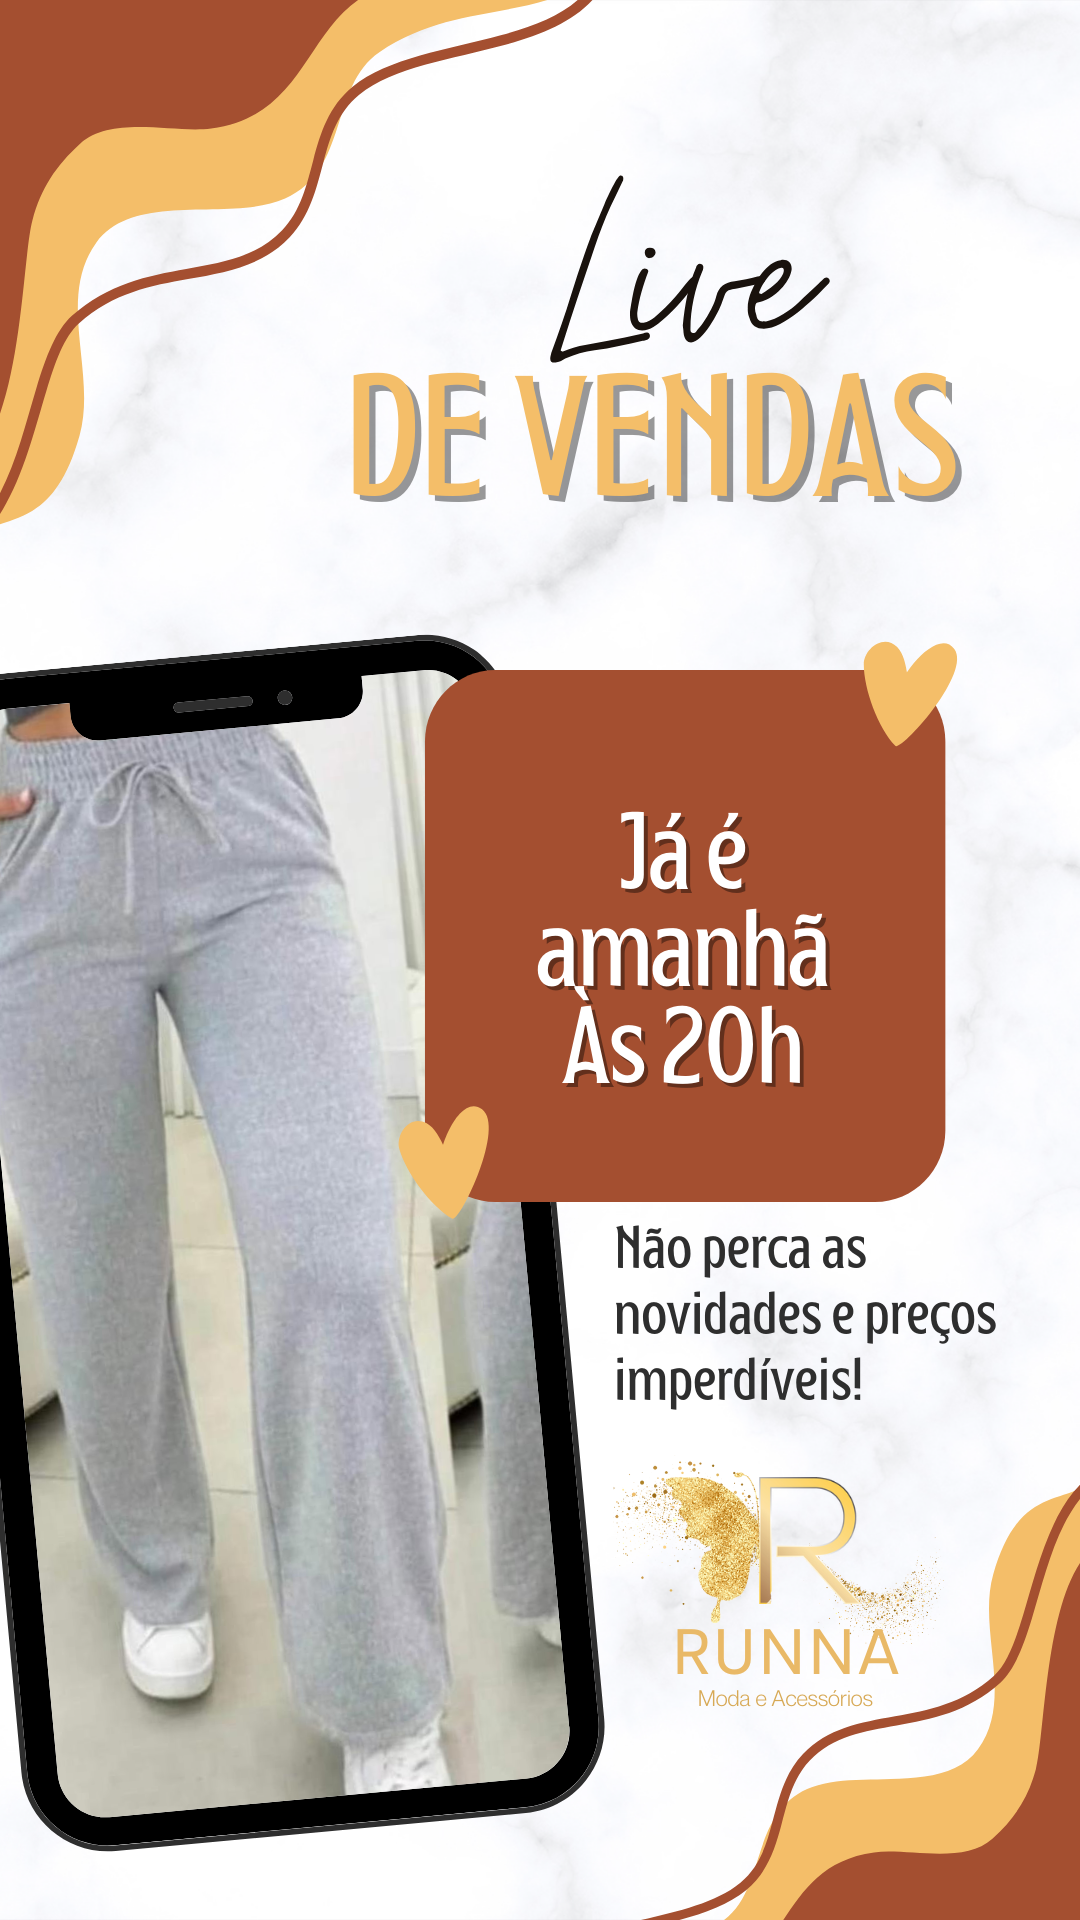 Live
DE VENDAS
Já é
amanhã
Às 20h
Não perca as
novidades e preços
imperdíveis!
R
RUNNA
Moda e Acessórios